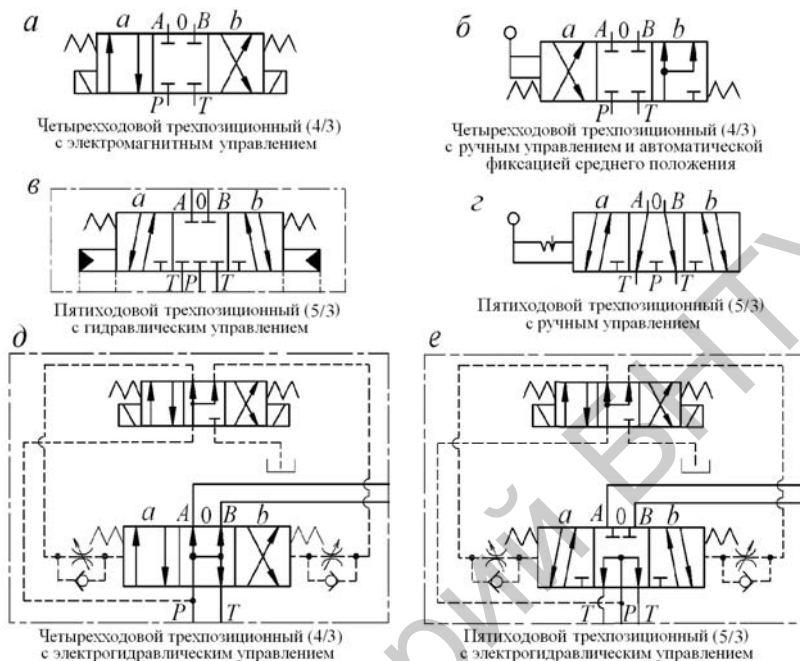 а
a A 0 B b
P T
Четырехходовой трехпозиционный (4/3)
с электромагнитным управлением
б
a A 0 B b
P T
Четырехходовой трехпозиционный (4/3)
с ручным управлением и автоматической
фиксацией среднего положения
в
a A 0 B b
T P T
Пятиходовой трехпозиционный (5/3)
с гидравлическим управлением
г
a A 0 B b
T P T
Пятиходовой трехпозиционный (5/3)
с ручным управлением
д
a A 0 B b
P T
Четырехходовой трехпозиционный (4/3)
с электрогидравлическим управлением
е
a A 0 B b
T P T
Пятиходовой трехпозиционный (5/3)
с электрогидравлическим управлением
рий БНТУ